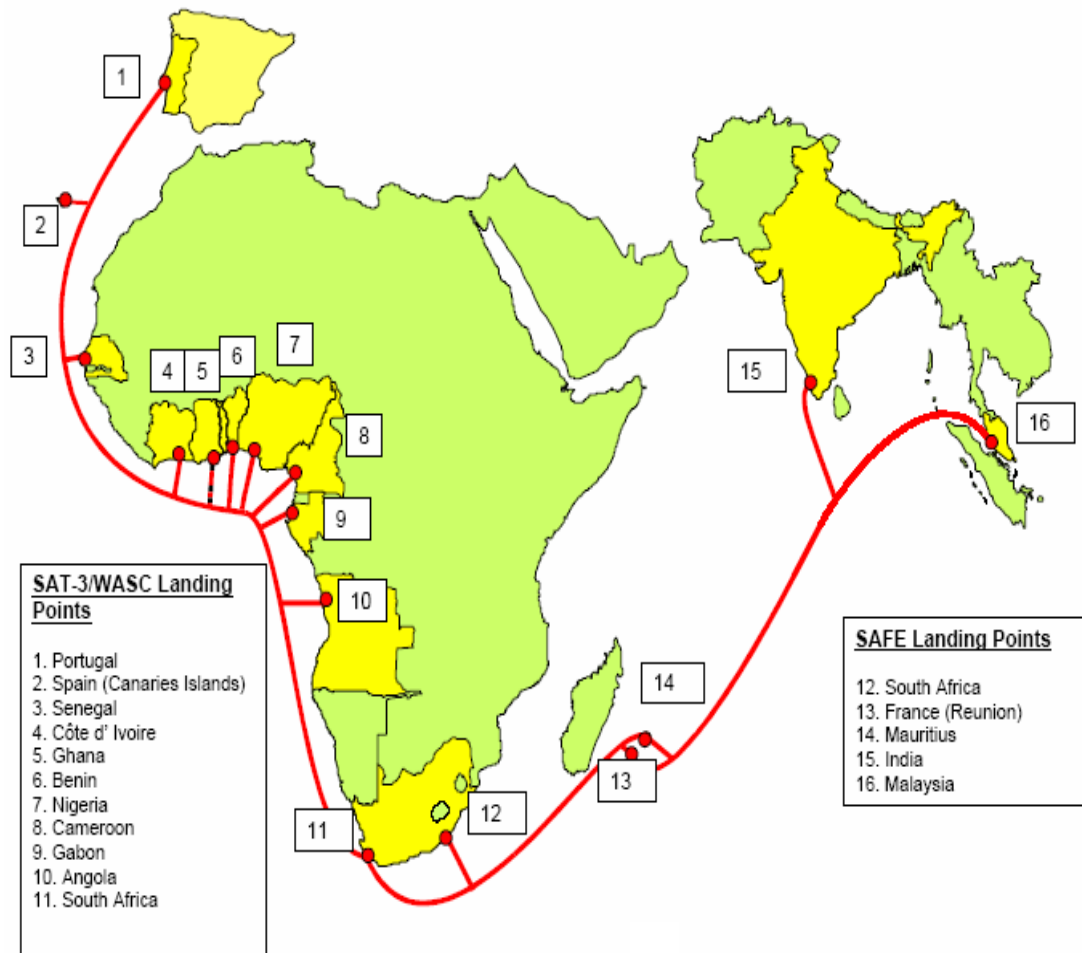 1
2
3
4
5
6
7
8
9
10
11
12
13
14
15
16
SAT-3/WASC Landing
Points
1. Portugal
2. Spain (Canaries Islands)
3. Senegal
4. Côte d' Ivoire
5. Ghana
6. Benin
7. Nigeria
8. Cameroon
9. Gabon
10. Angola
11. South Africa
SAFE Landing Points
12. South Africa
13. France (Reunion)
14. Mauritius
15. India
16. Malaysia